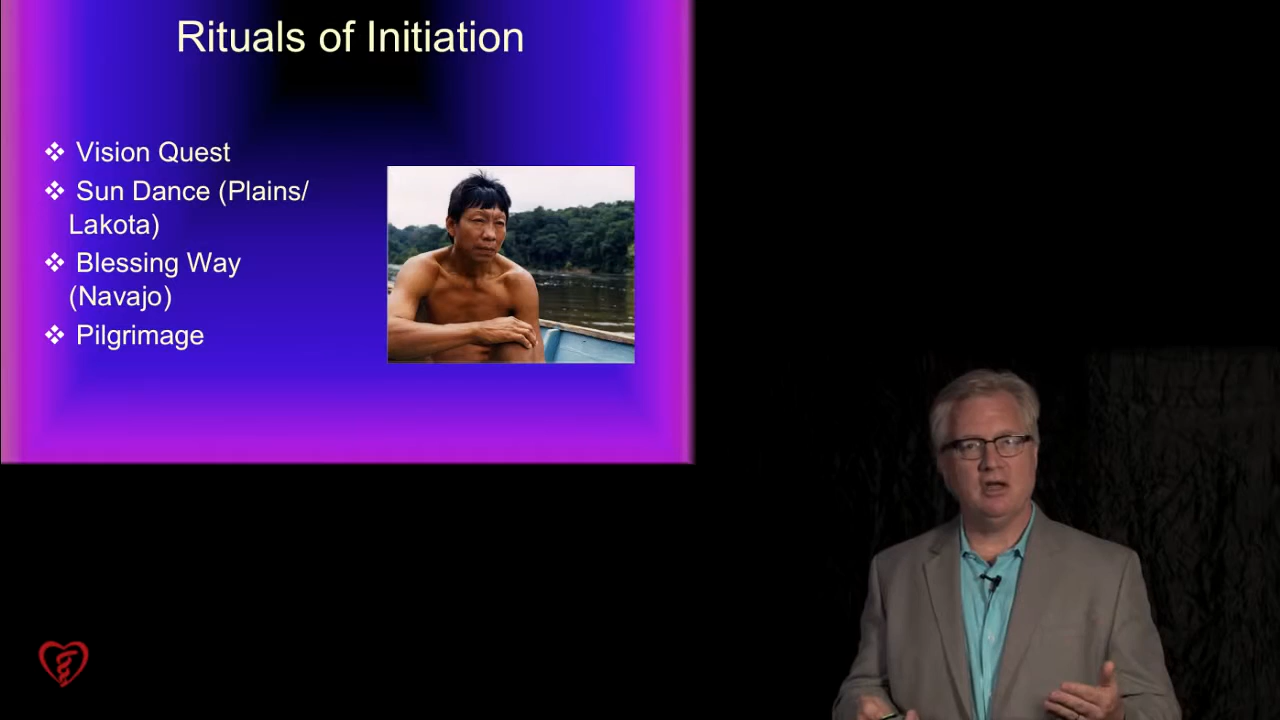 Rituals of Initiation
❖ Vision Quest
❖ Sun Dance (Plains/
Lakota)
❖ Blessing Way
(Navajo)
❖ Pilgrimage